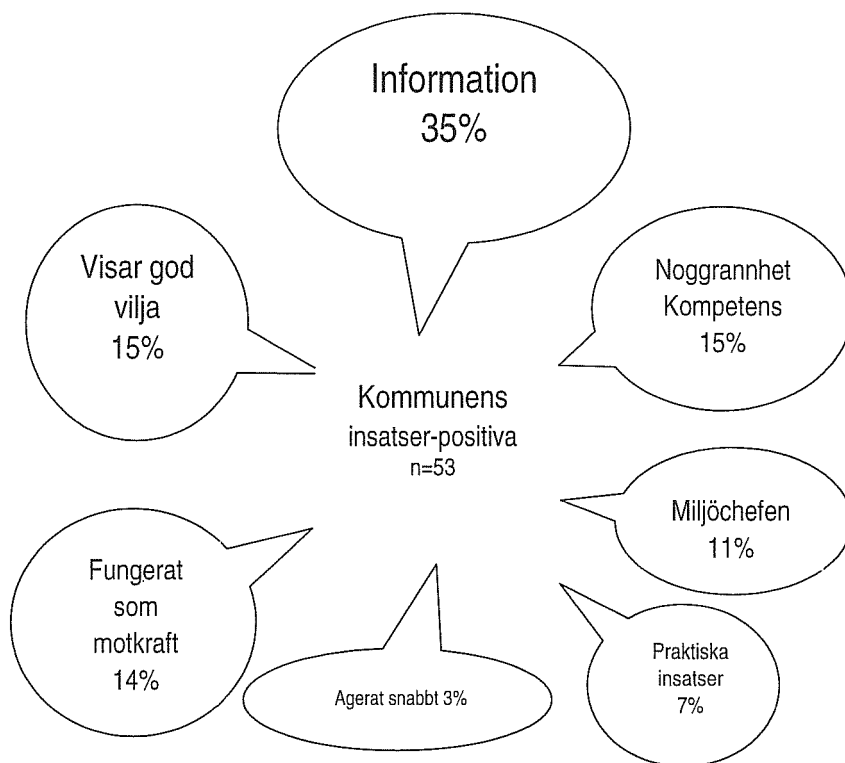 Information
35%
Visar god
vilja
15%
Noggrannhet
Kompetens
15%
Kommunens
insatser-positiva
n=53
Miljöchefen
11%
Fungerat
som
motkraft
14%
Agerat snabbt 3%
Praktiska
insatser
7%